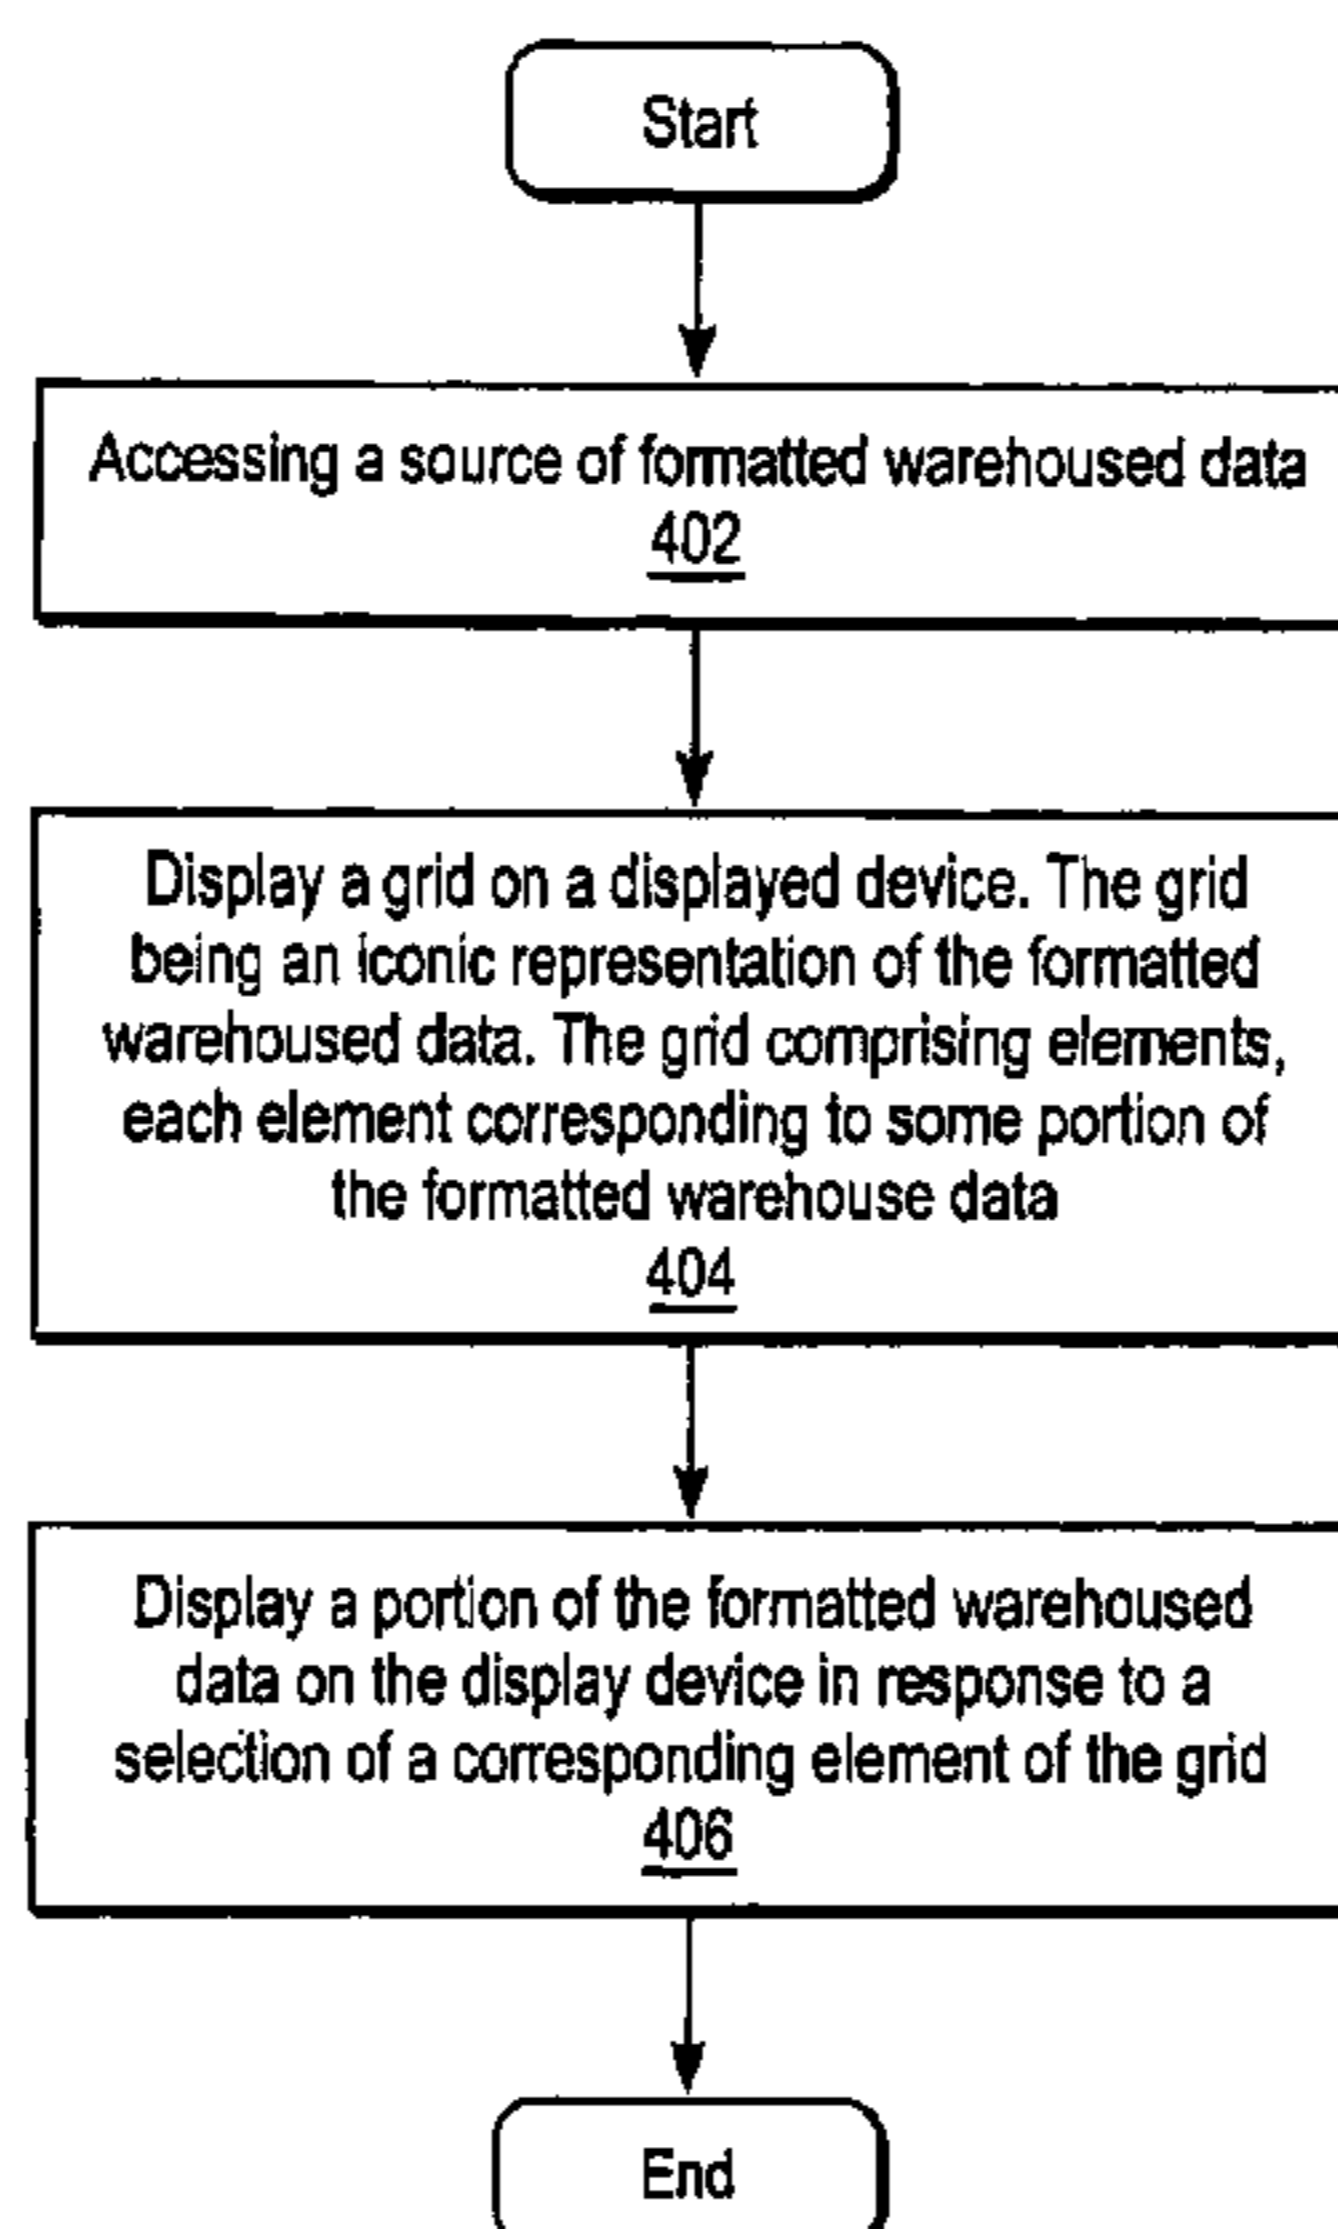 Start
Accessing a source of formatted warehoused data
402
Display a grid on a displayed device. The grid
being an iconic representation of the formatted
warehoused data. The grid comprising elements,
each element corresponding to some portion of
the formatted warehouse data
404
Display a portion of the formatted warehoused
data on the display device in response to a
selection of a corresponding element of the grid
406
End